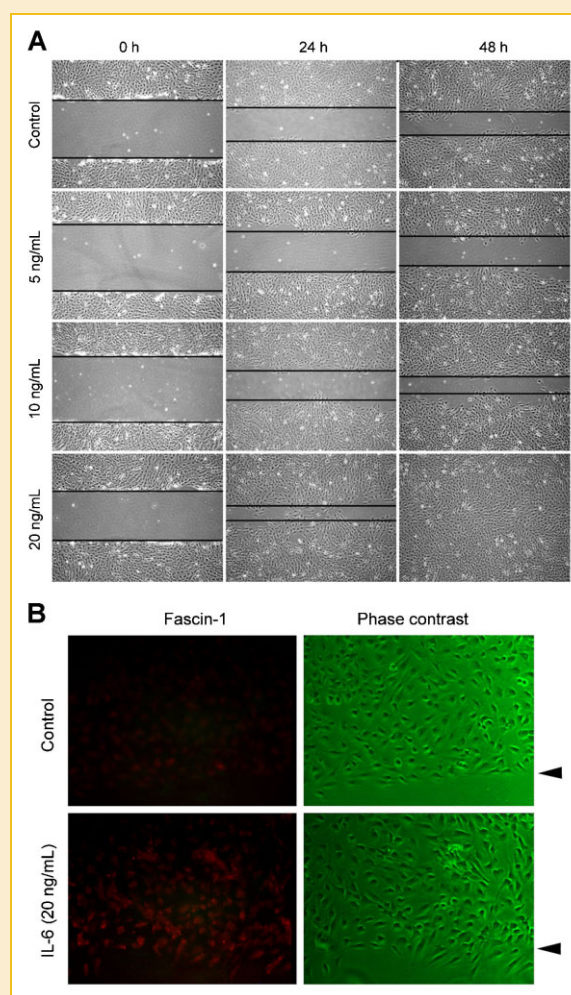 A
0 h 24 h 48 h
Control
5 ng/mL
10 ng/mL
20 ng/mL
B
Fascin-1 Phase contrast
Control
IL-6 (20 ng/mL)